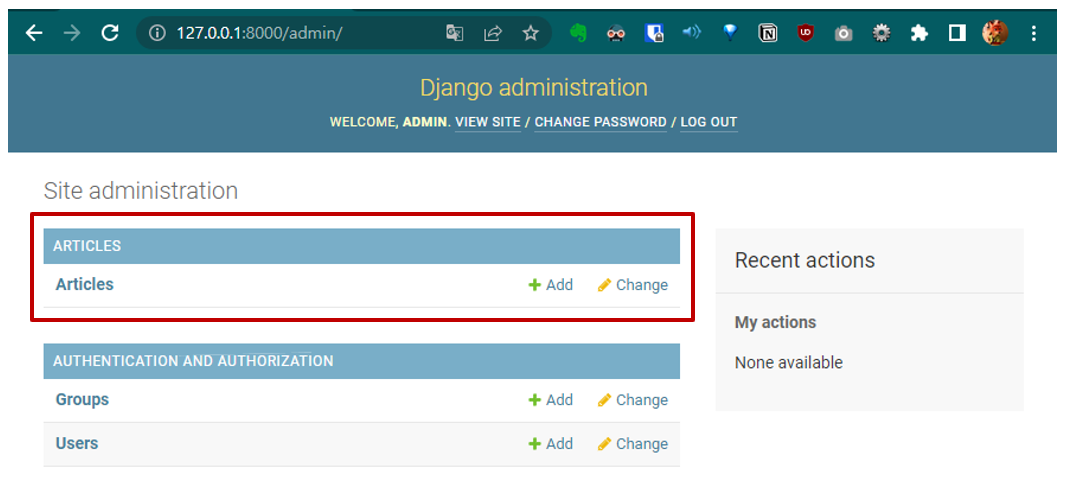 127.0.0.1:8000/admin/
Django administration
WELCOME, ADMIN. VIEW SITE / CHANGE PASSWORD / LOG OUT
Site administration
ARTICLES
Articles Add Change
AUTHENTICATION AND AUTHORIZATION
Groups Add Change
Users Add Change
Recent actions
My actions
None available